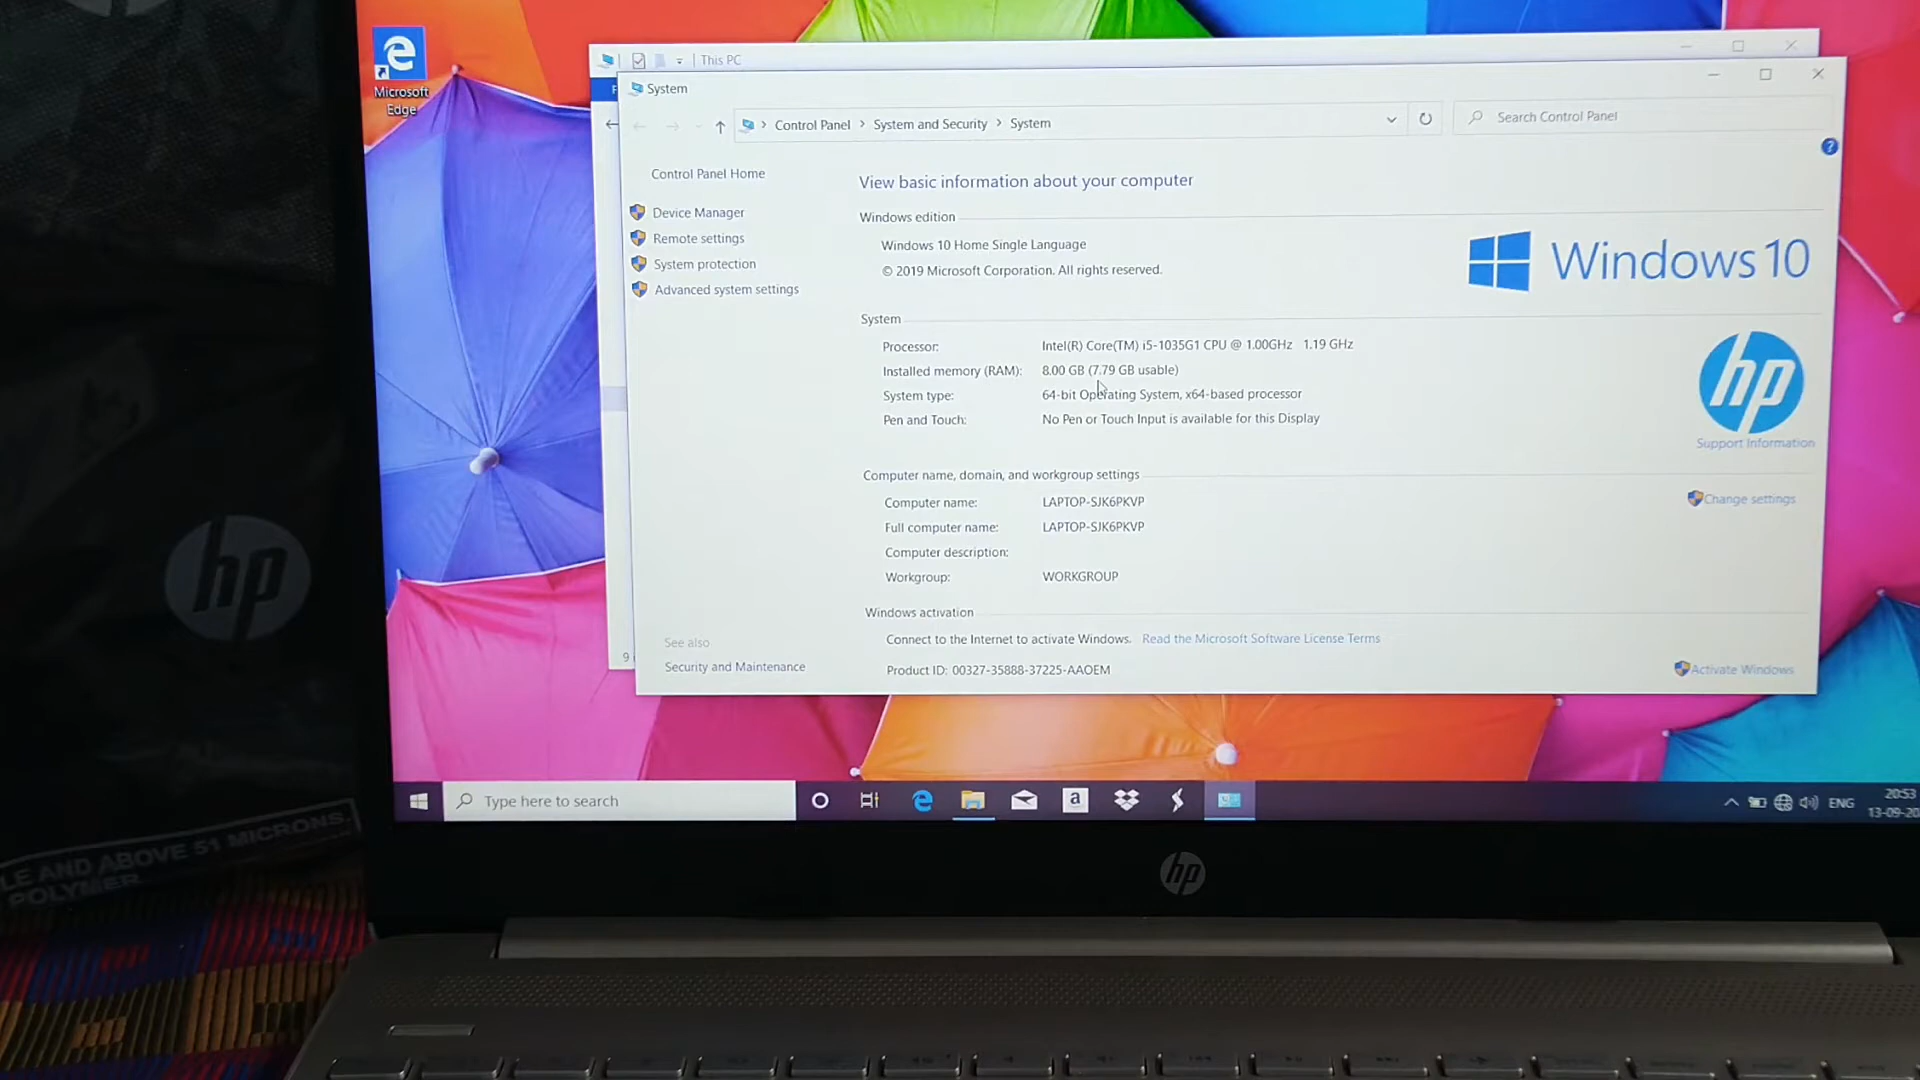 Microsoft
Edge
This PC
System
Control Panel > System and Security > System
Search Control Panel
?
Control Panel Home
Device Manager
Remote settings
System protection
Advanced system settings
View basic information about your computer
Windows edition
Windows 10 Home Single Language
© 2019 Microsoft Corporation. All rights reserved.
Windows 10
System
Processor: Intel(R) Core(TM) i5-1035G1 CPU @ 1.00GHz 1.19 GHz
Installed memory (RAM): 8.00 GB (7.79 GB usable)
System type: 64-bit Operating System, x64-based processor
Pen and Touch: No Pen or Touch Input is available for this Display
hp
Support Information
Computer name, domain, and workgroup settings
Computer name: LAPTOP-SJK6PKVP
Full computer name: LAPTOP-SJK6PKVP
Computer description:
Workgroup: WORKGROUP
Change settings
Windows activation
Connect to the Internet to activate Windows. Read the Microsoft Software License Terms
Product ID: 00327-35888-37225-AAOEM
Activate Windows
See also
Security and Maintenance
9
Type here to search
a
ENG
20:53
13-09-20
hp
hp
LE AND ABOVE 51 MICRONS.
POLYMER